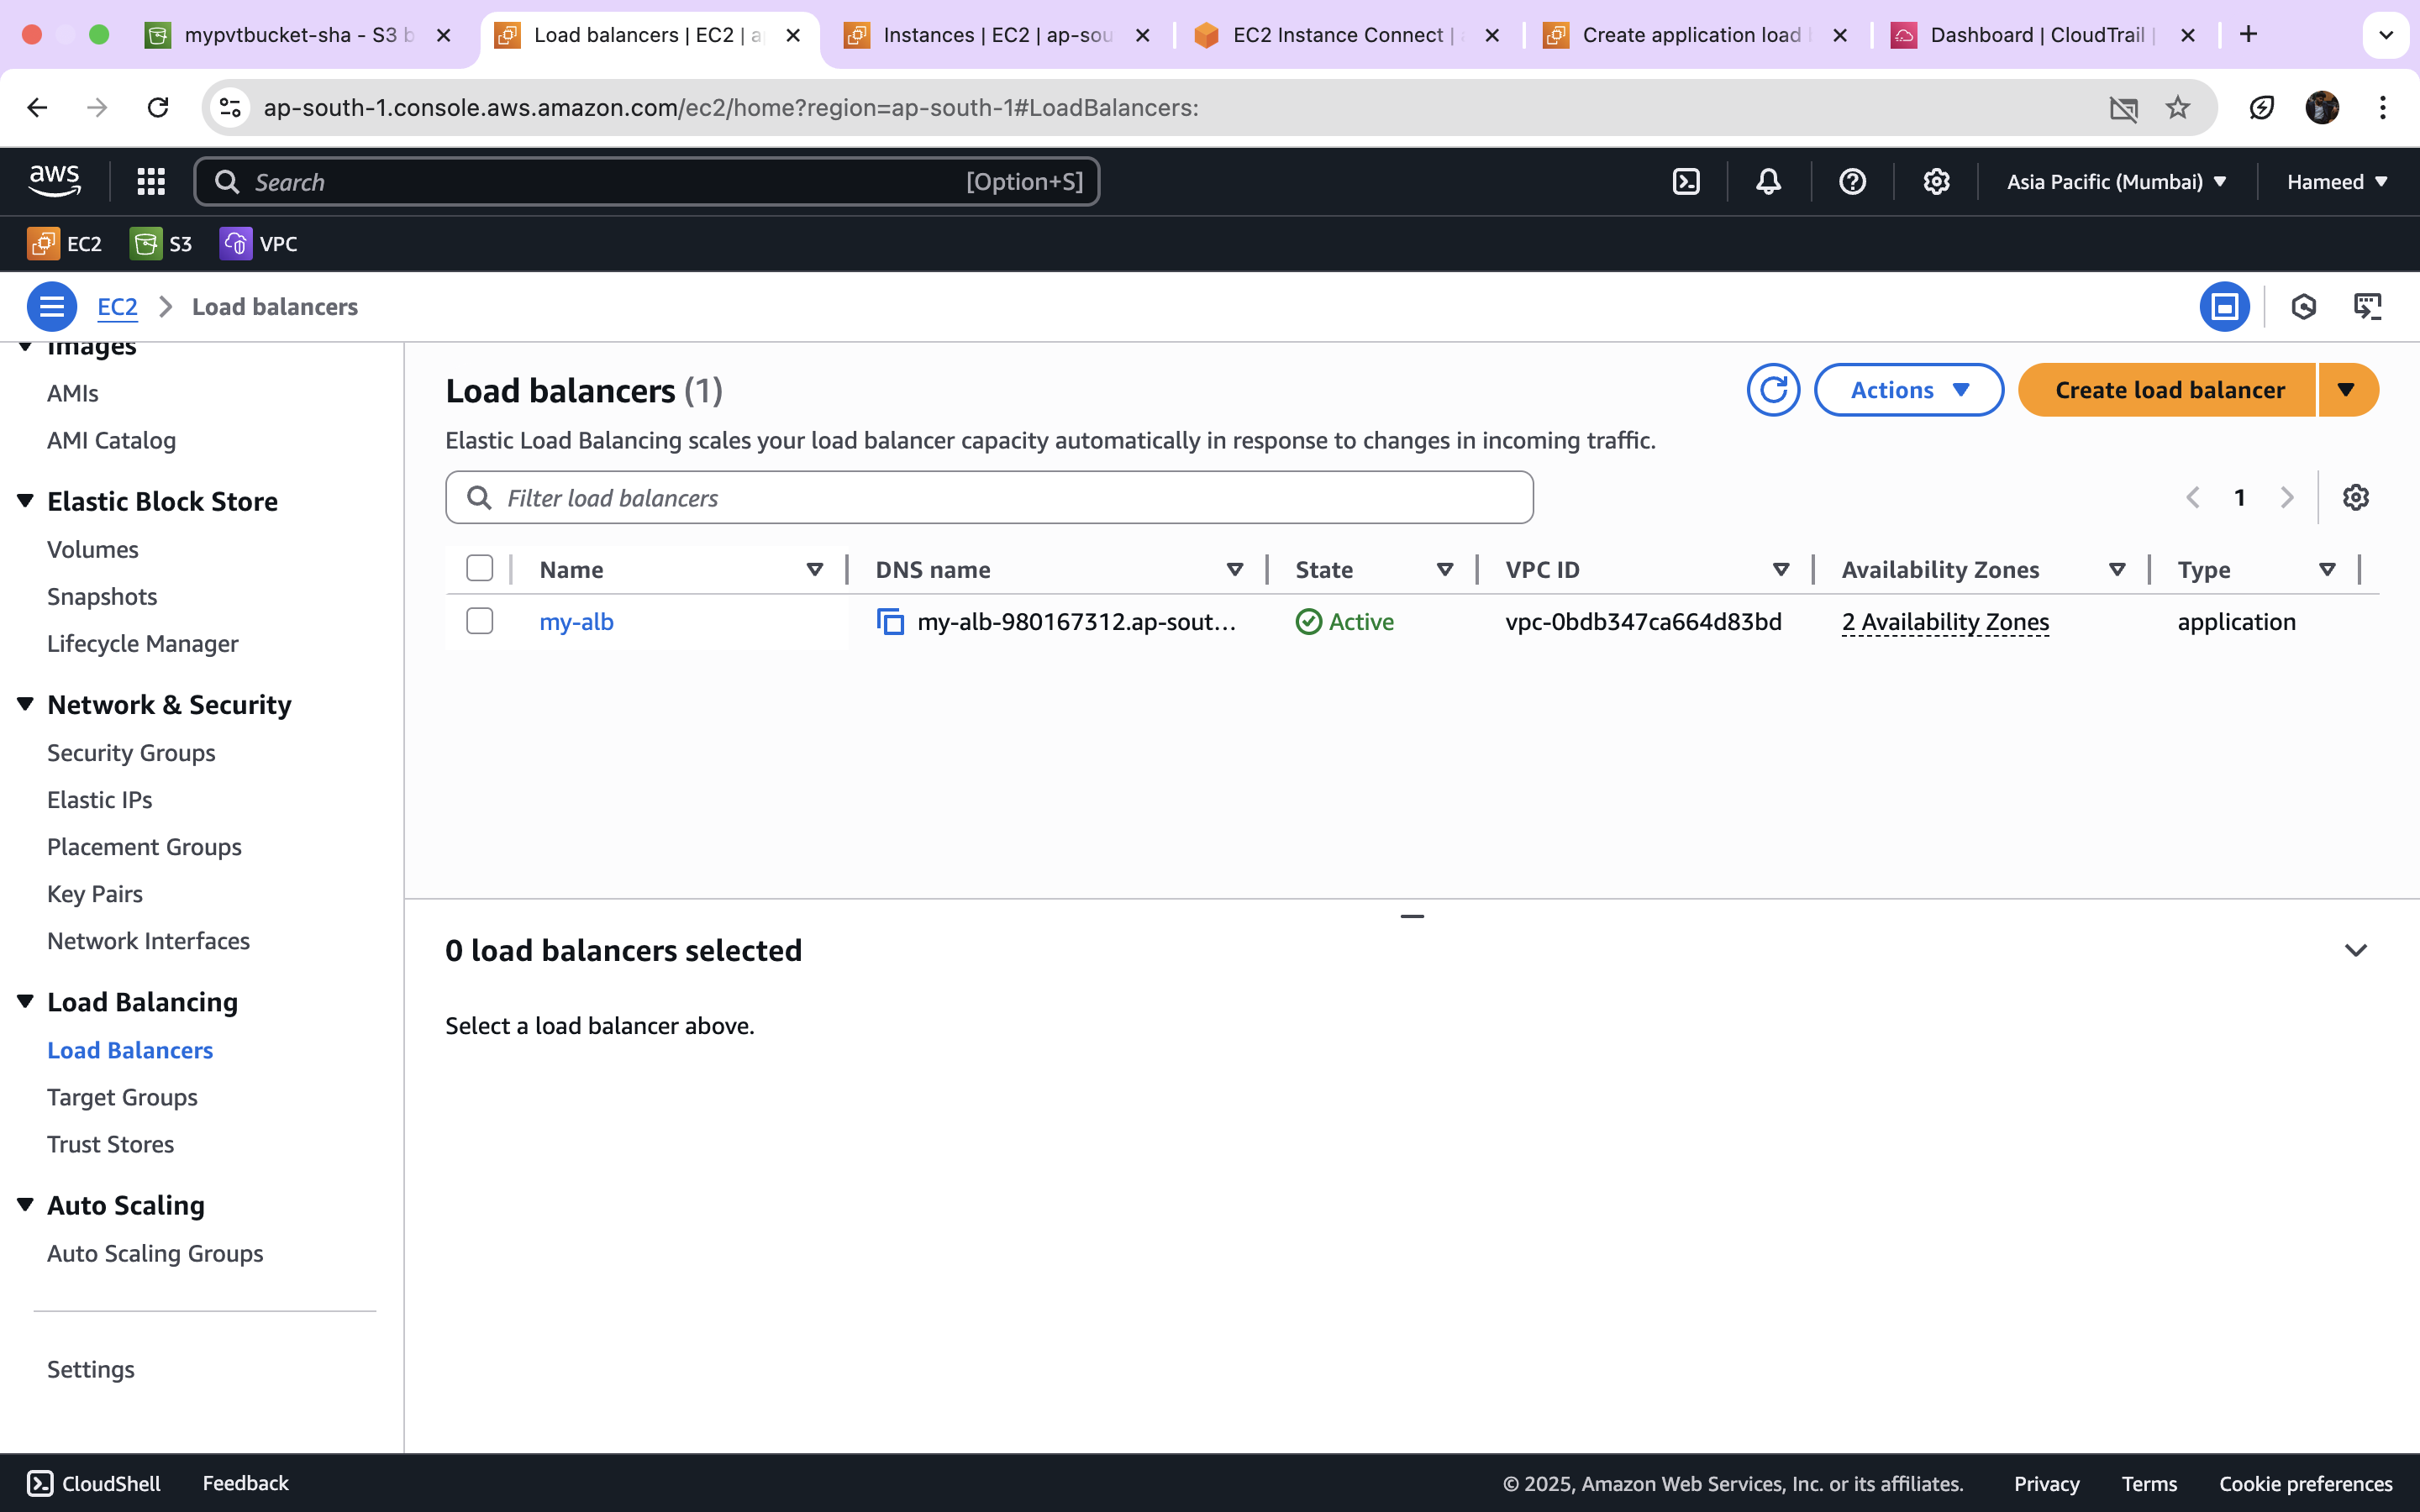 mypvtbucket-sha - S3 b
Load balancers | EC2 | a
Instances | EC2 | ap-sou
EC2 Instance Connect |
Create application load
Dashboard | CloudTrail |
ap-south-1.console.aws.amazon.com/ec2/home?region=ap-south-1#LoadBalancers:
aws
Search
[Option+S]
Asia Pacific (Mumbai)
Hameed
EC2
S3
VPC
EC2
Load balancers
Images
AMIs
AMI Catalog
Elastic Block Store
Volumes
Snapshots
Lifecycle Manager
Network & Security
Security Groups
Elastic IPs
Placement Groups
Key Pairs
Network Interfaces
Load Balancing
Load Balancers
Target Groups
Trust Stores
Auto Scaling
Auto Scaling Groups
Settings
Load balancers (1)
Actions
Create load balancer
Elastic Load Balancing scales your load balancer capacity automatically in response to changes in incoming traffic.
Filter load balancers
1
Name
DNS name
State
VPC ID
Availability Zones
Type
my-alb
my-alb-980167312.ap-sout...
Active
vpc-0bdb347ca664d83bd
2 Availability Zones
application
0 load balancers selected
Select a load balancer above.
CloudShell
Feedback
© 2025, Amazon Web Services, Inc. or its affiliates.
Privacy
Terms
Cookie preferences